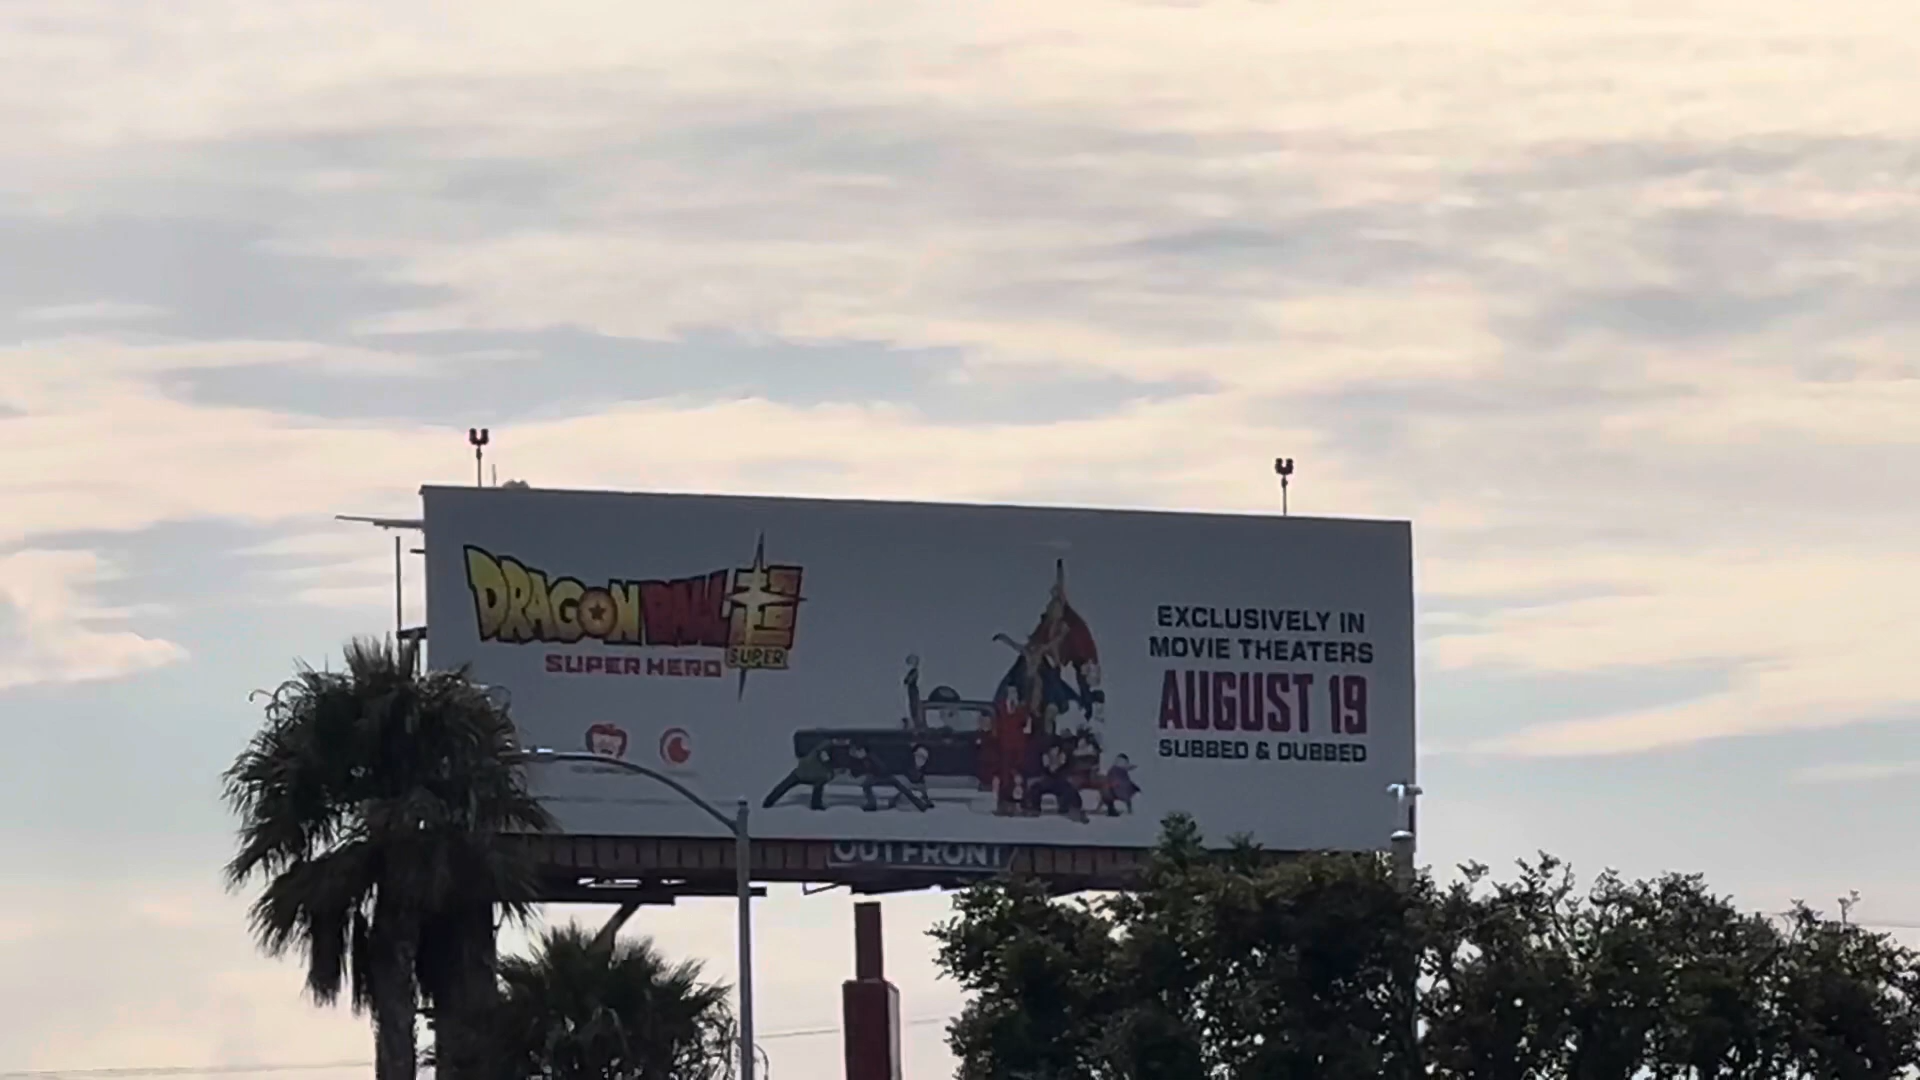 DRAGON BALL 超
SUPER
SUPER HERO
EXCLUSIVELY IN
MOVIE THEATERS
AUGUST 19
SUBBED & DUBBED
OUTFRONT